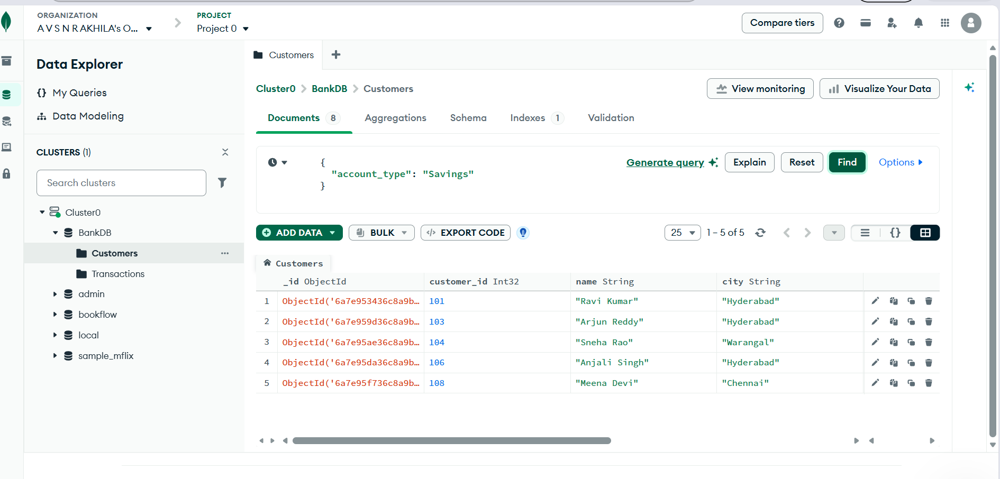 ORGANIZATION
A V S N R AKHILA's O...
PROJECT
Project 0
Compare tiers
Data Explorer
{} My Queries
Data Modeling
CLUSTERS (1)
Search clusters
Cluster0
BankDB
Customers
Transactions
admin
bookflow
local
sample_mflix
Customers
Cluster0 > BankDB > Customers
View monitoring
Visualize Your Data
Documents 8 Aggregations Schema Indexes 1 Validation
{
"account_type": "Savings"
}
Generate query
Explain
Reset
Find
Options
ADD DATA
BULK
</> EXPORT CODE
25
1 – 5 of 5
{}
Customers
_id ObjectId customer_id Int32 name String city String
1 ObjectId('6a7e953436c8a9b… 101 "Ravi Kumar" "Hyderabad"
2 ObjectId('6a7e959d36c8a9b… 103 "Arjun Reddy" "Hyderabad"
3 ObjectId('6a7e95ae36c8a9b… 104 "Sneha Rao" "Warangal"
4 ObjectId('6a7e95da36c8a9b… 106 "Anjali Singh" "Hyderabad"
5 ObjectId('6a7e95f736c8a9b… 108 "Meena Devi" "Chennai"